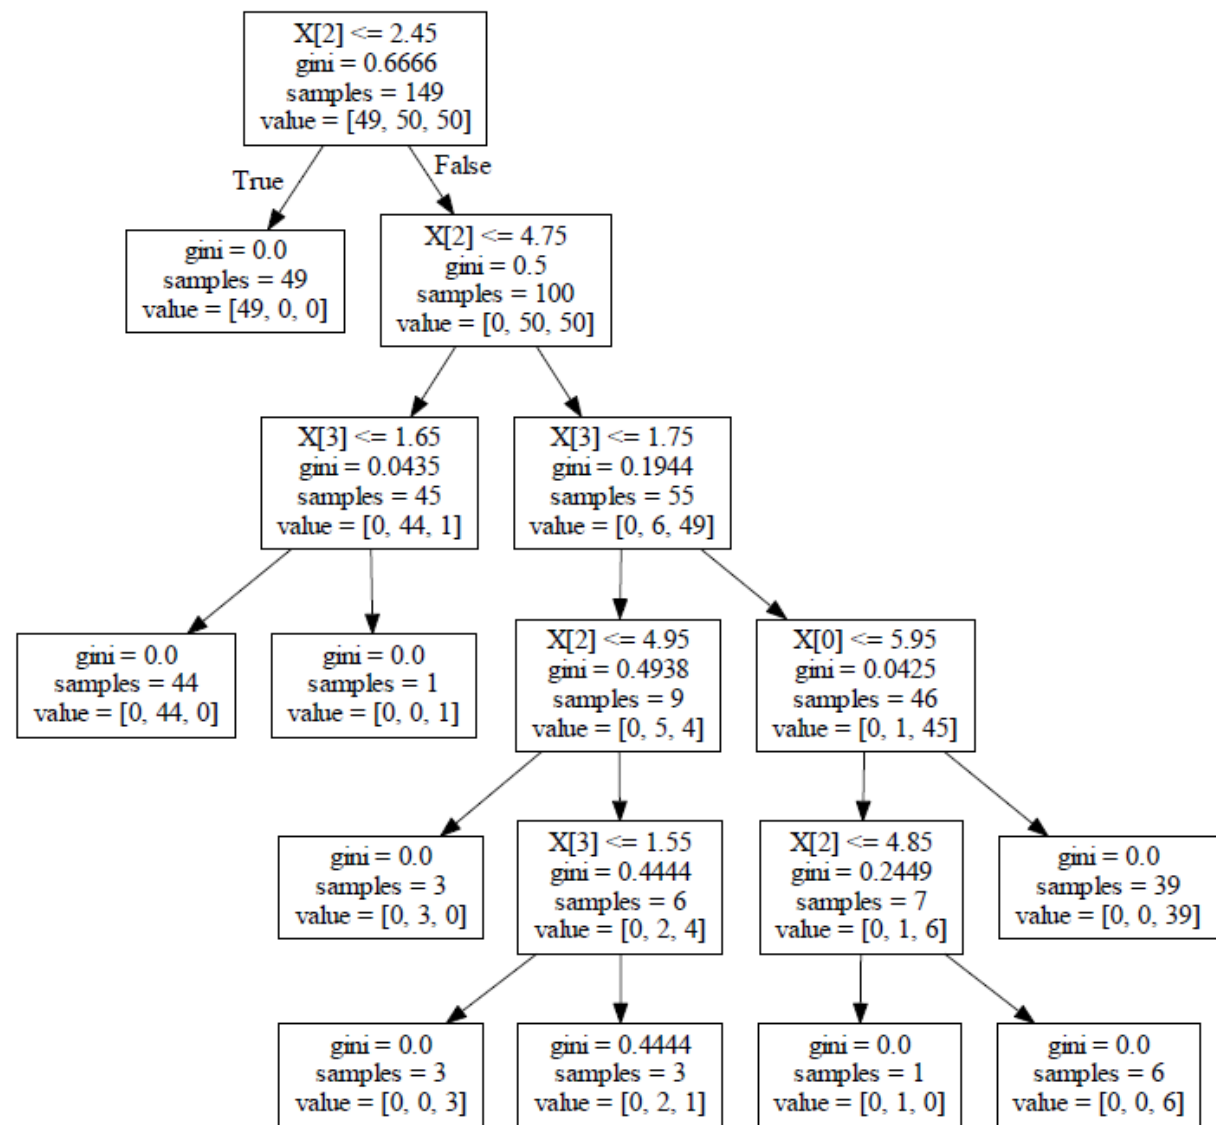 X[2] <= 2.45
gini = 0.6666
samples = 149
value = [49, 50, 50]
True
False
gini = 0.0
samples = 49
value = [49, 0, 0]
X[2] <= 4.75
gini = 0.5
samples = 100
value = [0, 50, 50]
X[3] <= 1.65
gini = 0.0435
samples = 45
value = [0, 44, 1]
X[3] <= 1.75
gini = 0.1944
samples = 55
value = [0, 6, 49]
gini = 0.0
samples = 44
value = [0, 44, 0]
gini = 0.0
samples = 1
value = [0, 0, 1]
X[2] <= 4.95
gini = 0.4938
samples = 9
value = [0, 5, 4]
X[0] <= 5.95
gini = 0.0425
samples = 46
value = [0, 1, 45]
gini = 0.0
samples = 3
value = [0, 3, 0]
X[3] <= 1.55
gini = 0.4444
samples = 6
value = [0, 2, 4]
X[2] <= 4.85
gini = 0.2449
samples = 7
value = [0, 1, 6]
gini = 0.0
samples = 39
value = [0, 0, 39]
gini = 0.0
samples = 3
value = [0, 0, 3]
gini = 0.4444
samples = 3
value = [0, 2, 1]
gini = 0.0
samples = 1
value = [0, 1, 0]
gini = 0.0
samples = 6
value = [0, 0, 6]